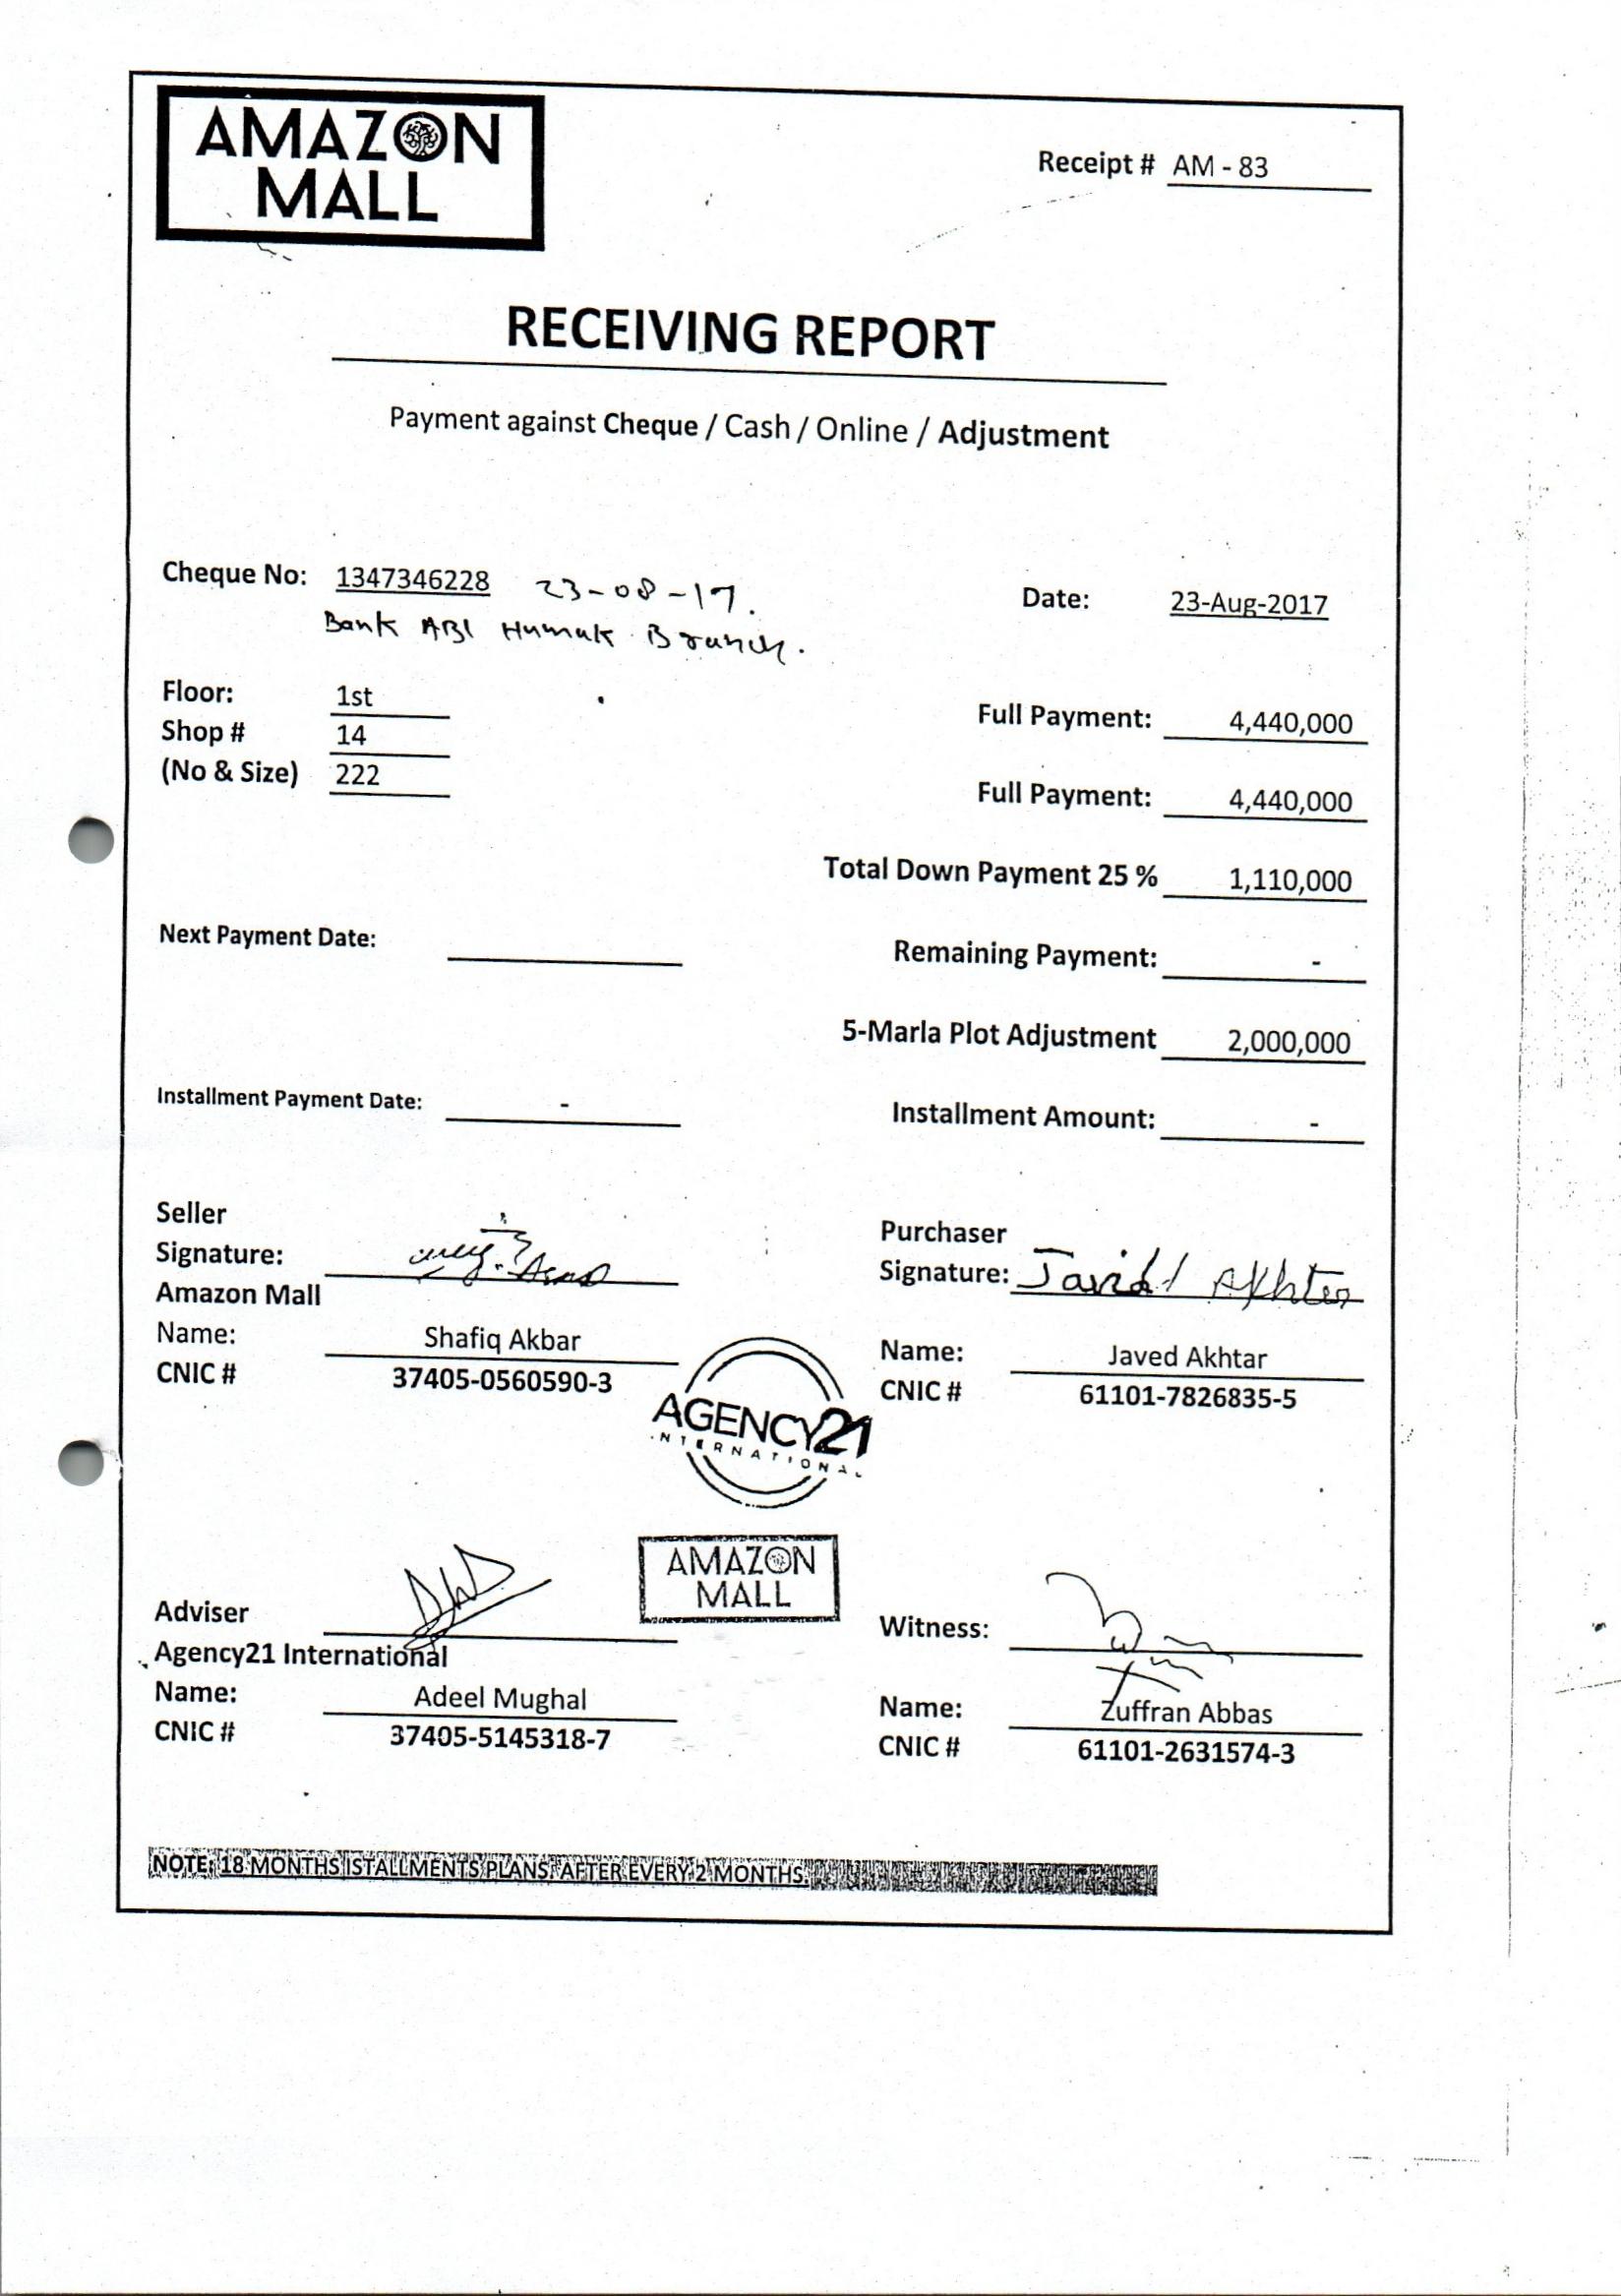 AMAZON
MALL
Receipt # AM - 83
RECEIVING REPORT
Payment against Cheque / Cash / Online / Adjustment
Cheque No: 1347346228 23-08-17.
Date: 23-Aug-2017
Bank ABL Humak Branch.
Floor: 1st
Full Payment: 4,440,000
Shop # 14
(No & Size) 222
Full Payment: 4,440,000
Total Down Payment 25 % 1,110,000
Next Payment Date:
Remaining Payment: -
5-Marla Plot Adjustment 2,000,000
Installment Payment Date: -
Installment Amount: -
Seller
Signature:
Amazon Mall
Name: Shafiq Akbar
CNIC # 37405-0560590-3
Purchaser
Signature: Javid Akhter
Name: Javed Akhtar
CNIC # 61101-7826835-5
AGENCY21
INTERNATIONAL
AMAZON
MALL
Adviser
Agency21 International
Name: Adeel Mughal
CNIC # 37405-5145318-7
Witness:
Name: Zuffran Abbas
CNIC # 61101-2631574-3
NOTE: 18 MONTHS ISTALLMENTS PLANS. AFTER EVERY 2 MONTHS.